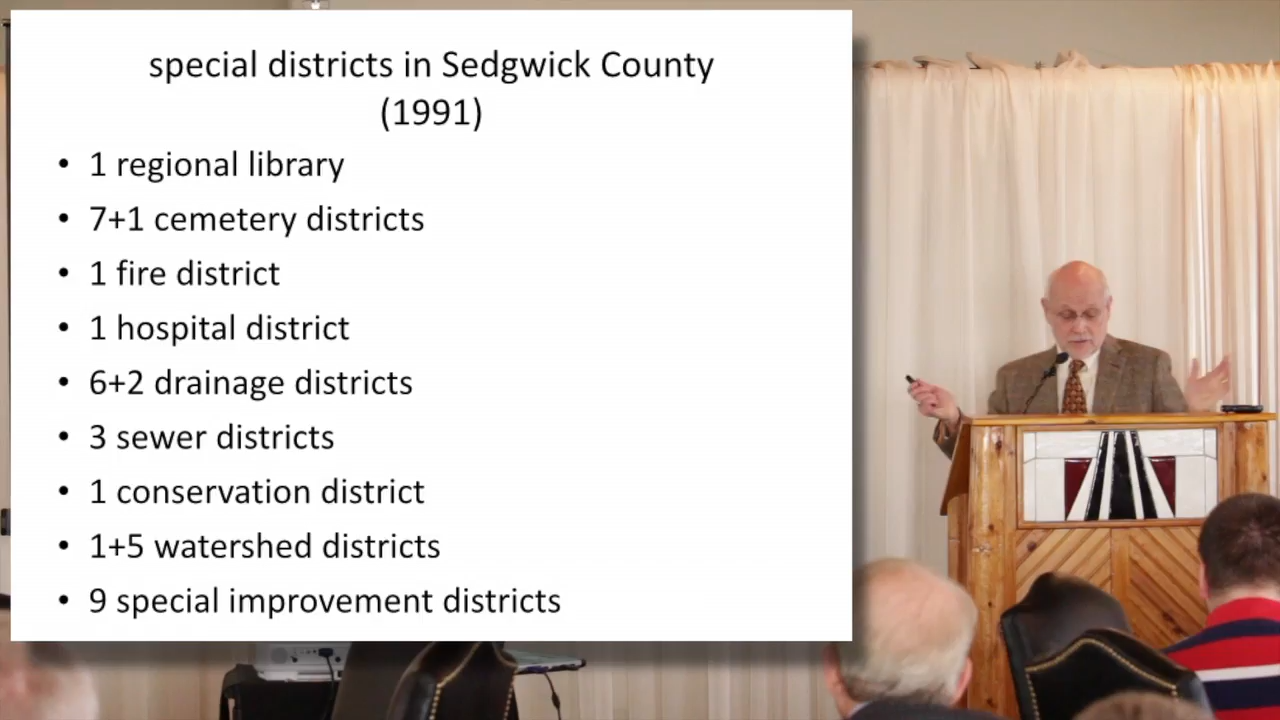 special districts in Sedgwick County
(1991)
• 1 regional library
• 7+1 cemetery districts
• 1 fire district
• 1 hospital district
• 6+2 drainage districts
• 3 sewer districts
• 1 conservation district
• 1+5 watershed districts
• 9 special improvement districts